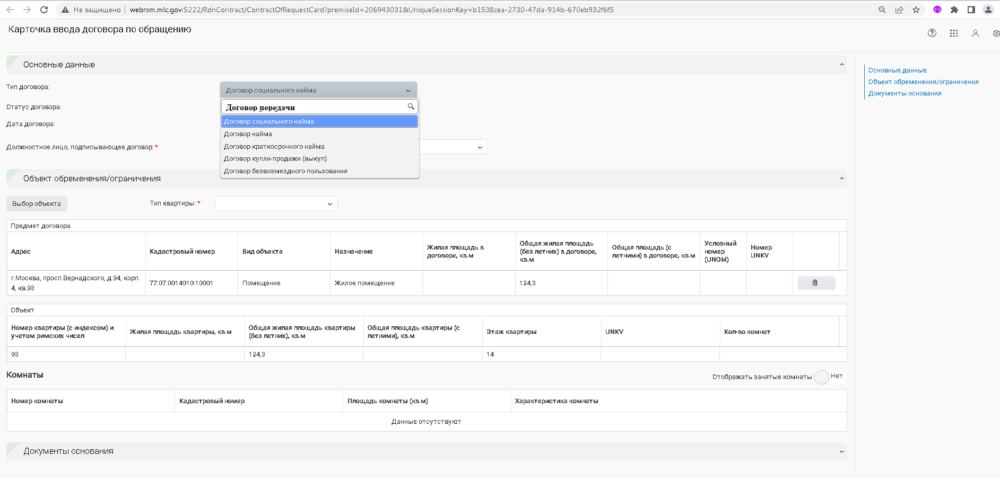 Не защищено webrsm.mlc.gov:5222/RdnContract/ContractOfRequestCard?premiseId=206943031&UniqueSessionKey=b1538cea-2730-47da-914b-670eb932f6f5
Карточка ввода договора по обращению
Основные данные
Тип договора:
Договор социального найма
Договор передачи
Договор социального найма
Договор найма
Договор краткосрочного найма
Договор купли-продажи (выкуп)
Договор безвозмездного пользования
Статус договора:
Дата договора:
Должностное лицо, подписывающее договор:*
Основные данные
Объект обременения/ограничения
Документы основания
Объект обременения/ограничения
Выбор объекта
Тип квартиры:*
Предмет договора
Адрес
Кадастровый номер
Вид объекта
Назначение
Жилая площадь в
договоре, кв.м
Общая жилая площадь
(без летних) в договоре,
кв.м
Общая площадь (с
летними) в договоре, кв.м
Условный
номер
(UNOM)
Номер
UNKV
г.Москва, просп.Вернадского, д.94, корп.
4, кв.93
77:07:0014010:10001
Помещение
Жилое помещение
124,3
Объект
Номер квартиры (с индексом) и
учетом римских чисел
Жилая площадь квартиры, кв.м
Общая жилая площадь квартиры
(без летних), кв.м
Общая площадь квартиры (с
летними), кв.м
Этаж квартиры
UNKV
Кол-во комнат
93
124,3
14
Комнаты
Отображать занятые комнаты
Нет
Номер комнаты
Кадастровый номер
Площадь комнаты (кв.м)
Характеристика комнаты
Данные отсутствуют
Документы основания